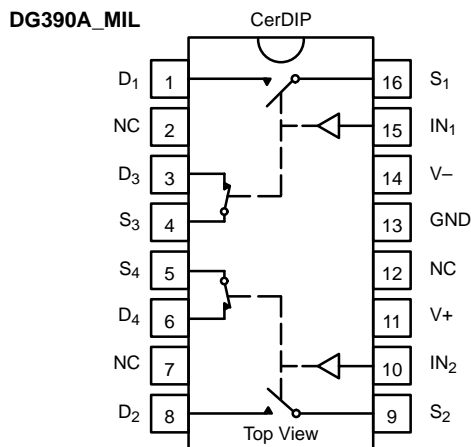 DG390A_MIL
CerDIP
D1 1 16 S1
NC 2 15 IN1
D3 3 14 V–
S3 4 13 GND
S4 5 12 NC
D4 6 11 V+
NC 7 10 IN2
D2 8 9 S2
Top View